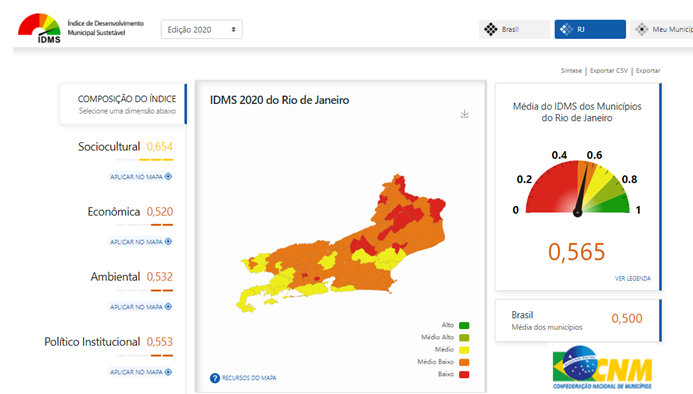 IDMS
Índice de Desenvolvimento
Municipal Sustetável
Edição 2020
Brasil
RJ
Meu Municíp
Síntese | Exportar CSV | Exportar
COMPOSIÇÃO DO ÍNDICE
Selecione uma dimensão abaixo
Sociocultural 0,654
APLICAR NO MAPA
Econômica 0,520
APLICAR NO MAPA
Ambiental 0,532
APLICAR NO MAPA
Político Institucional 0,553
APLICAR NO MAPA
IDMS 2020 do Rio de Janeiro
Alto
Médio Alto
Médio
Médio Baixo
Baixo
? RECURSOS DO MAPA
Média do IDMS dos Municípios
do Rio de Janeiro
0 0.2 0.4 0.6 0.8 1
0,565
VER LEGENDA
Brasil
Média dos municípios
0,500
CNM
CONFEDERAÇÃO NACIONAL DE MUNICÍPIOS